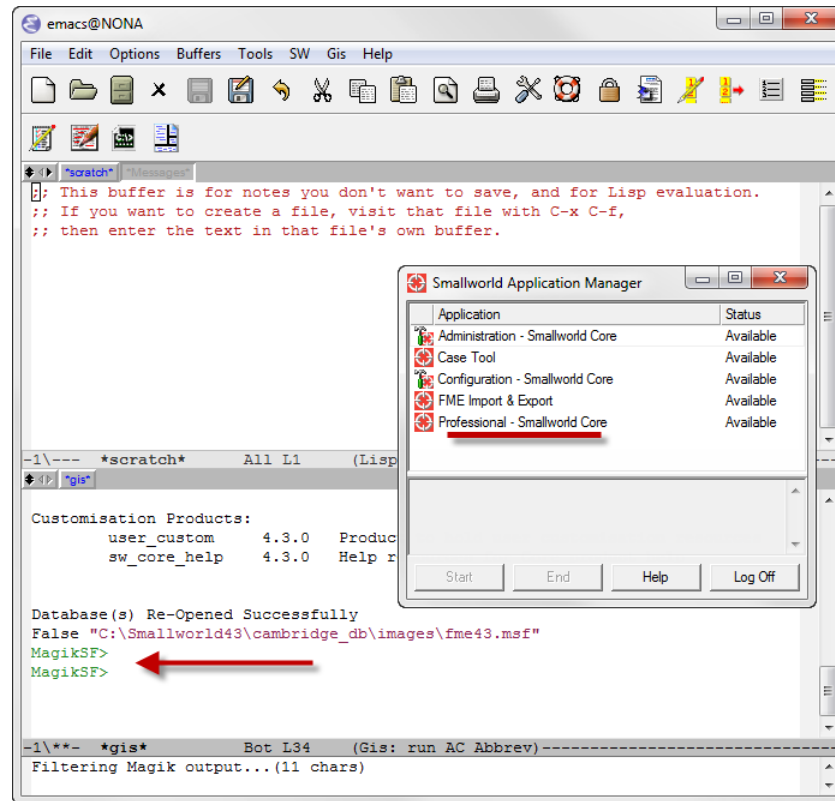 emacs@NONA
File Edit Options Buffers Tools SW Gis Help
*scratch* *Messages*
;; This buffer is for notes you don't want to save, and for Lisp evaluation.
;; If you want to create a file, visit that file with C-x C-f,
;; then enter the text in that file's own buffer.
Smallworld Application Manager
Application Status
Administration - Smallworld Core Available
Case Tool Available
Configuration - Smallworld Core Available
FME Import & Export Available
Professional - Smallworld Core Available
Start End Help Log Off
-1\--- *scratch* All L1 (Lisp
*gis*
Customisation Products:
user_custom 4.3.0 Produc
sw_core_help 4.3.0 Help r
Database(s) Re-Opened Successfully
False "C:\Smallworld43\cambridge_db\images\fme43.msf"
MagikSF>
MagikSF>
-1\**- *gis* Bot L34 (Gis: run AC Abbrev)------------------------------
Filtering Magik output...(11 chars)